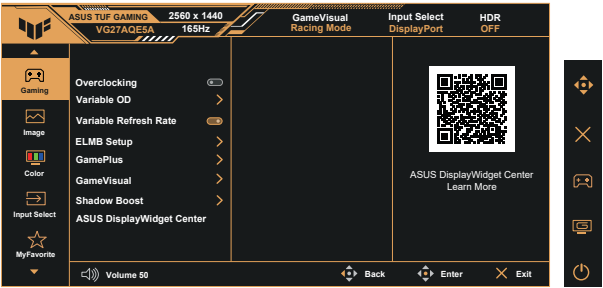 ASUS TUF GAMING 2560 x 1440
VG27AQE5A 165Hz
GameVisual
Racing Mode
Input Select
DisplayPort
HDR
OFF
Gaming
Image
Color
Input Select
MyFavorite
Overclocking
Variable OD
Variable Refresh Rate
ELMB Setup
GamePlus
GameVisual
Shadow Boost
ASUS DisplayWidget Center
ASUS DisplayWidget Center
Learn More
Volume 50
Back
Enter
Exit